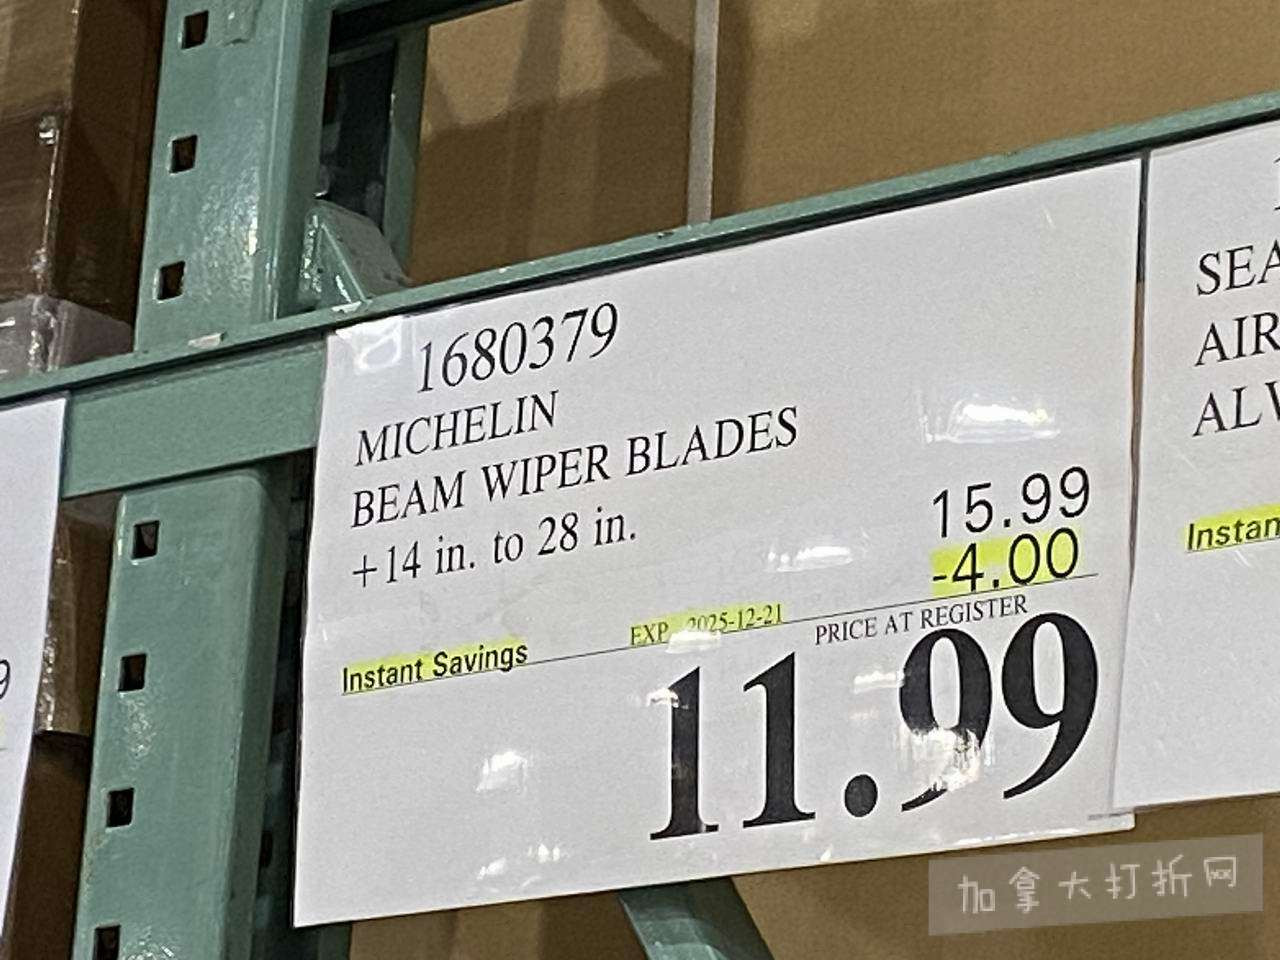 1680379
MICHELIN
BEAM WIPER BLADES
+14 in. to 28 in.
15.99
-4.00
EXP 2025-12-21
PRICE AT REGISTER
Instant Savings
11.99
SEA
AIR
Instan
9
加拿大打折网